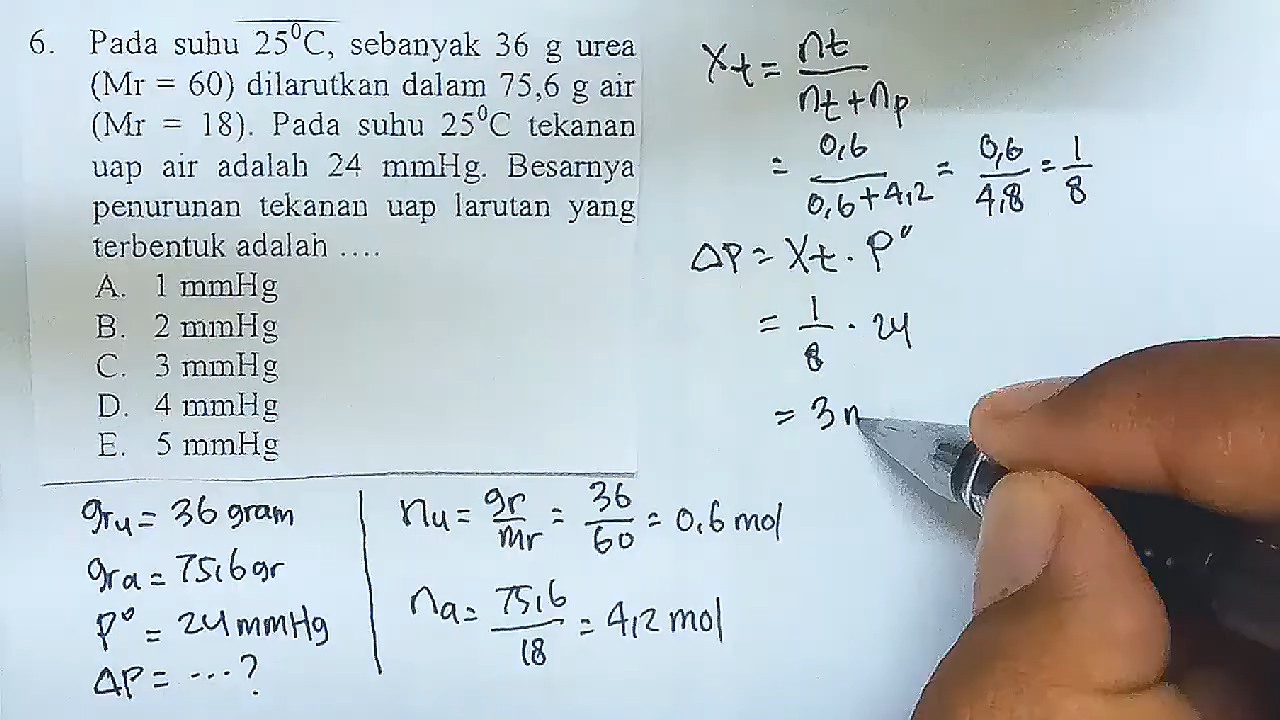 6. Pada suhu 25⁰C, sebanyak 36 g urea
(Mr = 60) dilarutkan dalam 75,6 g air
(Mr = 18). Pada suhu 25⁰C tekanan
uap air adalah 24 mmHg. Besarnya
penurunan tekanan uap larutan yang
terbentuk adalah ....
A. 1 mmHg
B. 2 mmHg
C. 3 mmHg
D. 4 mmHg
E. 5 mmHg
gru = 36 gram
gra = 75,6 gr
P° = 24 mmHg
ΔP = ...?
nu = gr/Mr = 36/60 = 0,6 mol
na = 75,6/18 = 4,2 mol
Xt = nt/nt+np
= 0,6/0,6+4,2 = 0,6/4,8 = 1/8
ΔP = Xt . P°
= 1/8 . 24
= 3